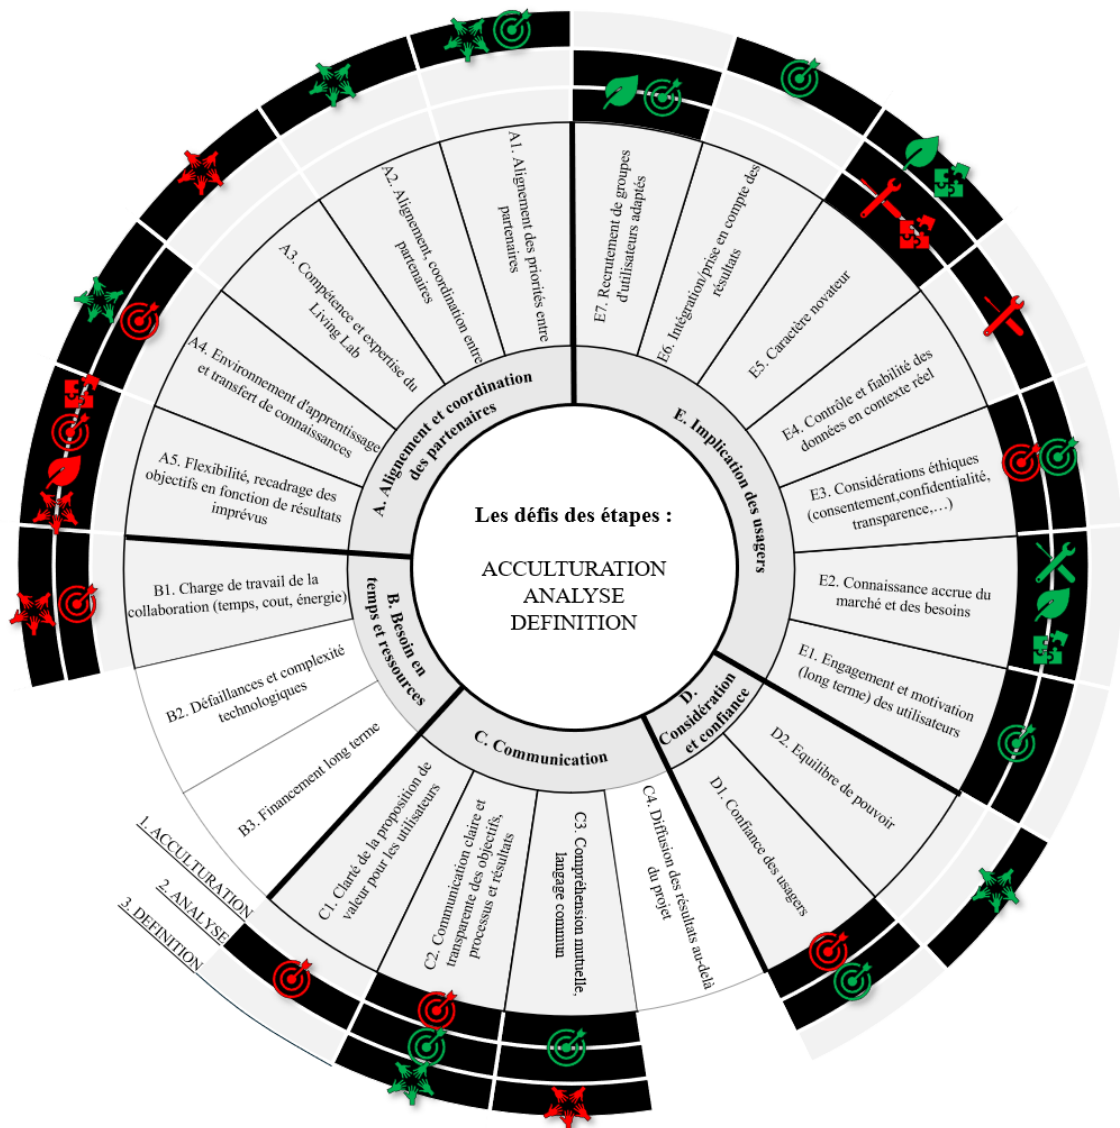 Les défis des étapes :
ACCULTURATION
ANALYSE
DEFINITION
A. Alignement et coordination
des partenaires
A1. Alignement des priorités entre
partenaires
A2. Alignement, coordination entre
partenaires
A3. Compétence et expertise du
Living Lab
A4. Environnement d'apprentissage
et transfert de connaissances
A5. Flexibilité, recadrage des
objectifs en fonction de résultats
imprévus
B. Besoin en
temps et ressources
B1. Charge de travail de la
collaboration (temps, cout, énergie)
B2. Défaillances et complexité
technologiques
B3. Financement long terme
C. Communication
C1. Clarté de la proposition de
valeur pour les utilisateurs
C2. Communication claire et
transparente des objectifs,
processus et résultats
C3. Compréhension mutuelle,
langage commun
C4. Diffusion des résultats au-delà
du projet
D.
Considération
et confiance
D1. Confiance des usagers
D2. Equilibre de pouvoir
E. Implication des usagers
E1. Engagement et motivation
(long terme) des utilisateurs
E2. Connaissance accrue du
marché et des besoins
E3. Considérations éthiques
(consentement,confidentialité,
transparence,…)
E4. Contrôle et fiabilité des
données en contexte réel
E5. Caractère novateur
E6. Intégration/prise en compte des
résultats
E7. Recrutement de groupes
d'utilisateurs adaptés
1. ACCULTURATION
2. ANALYSE
3. DEFINITION